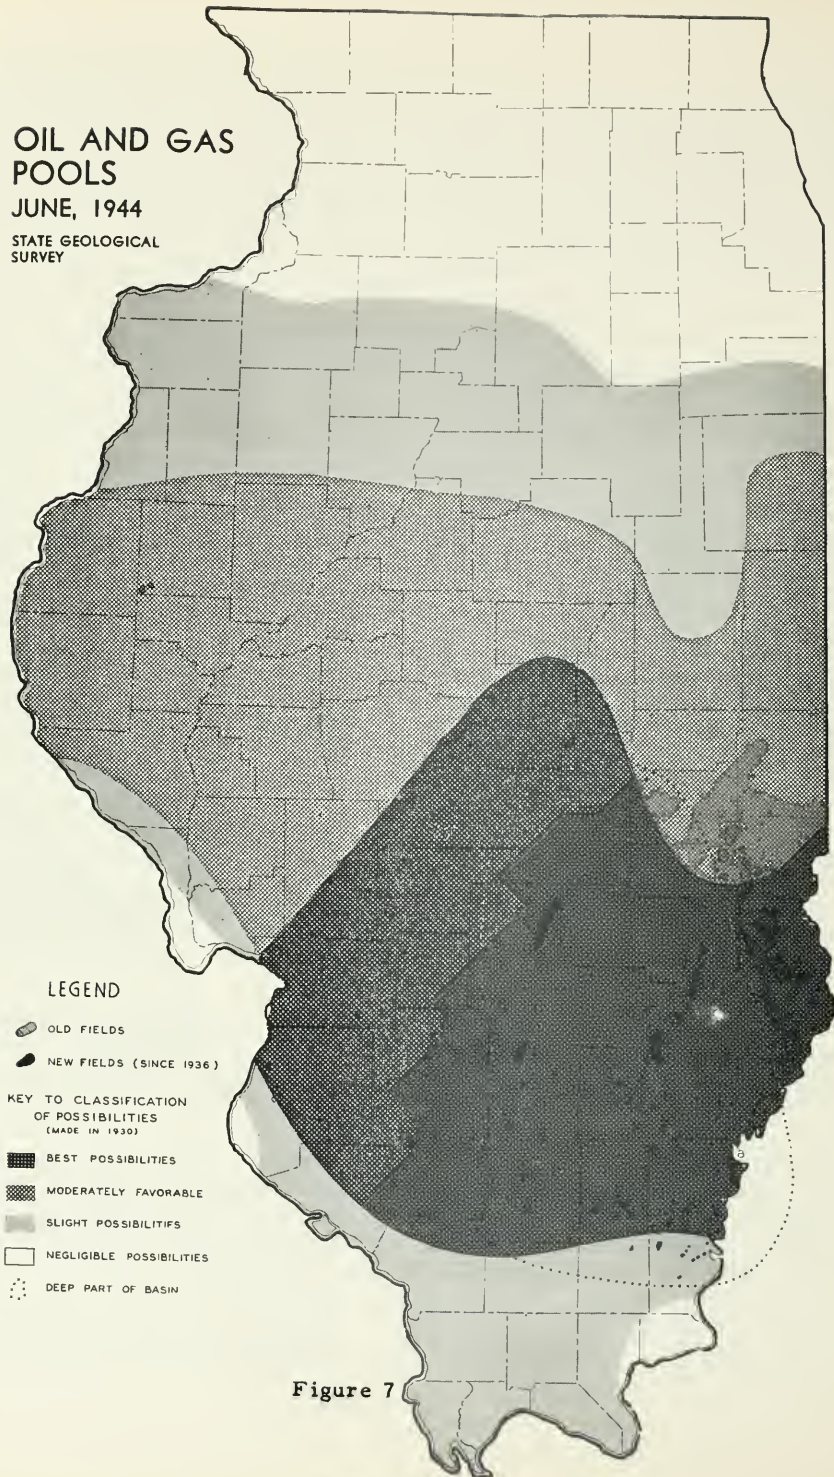 OIL AND GAS
POOLS
JUNE, 1944
STATE GEOLOGICAL
SURVEY
LEGEND
OLD FIELDS
NEW FIELDS (SINCE 1936)
KEY TO CLASSIFICATION
OF POSSIBILITIES
(MADE IN 1930)
BEST POSSIBILITIES
MODERATELY FAVORABLE
SLIGHT POSSIBILITIES
NEGLIGIBLE POSSIBILITIES
DEEP PART OF BASIN
a
Figure 7